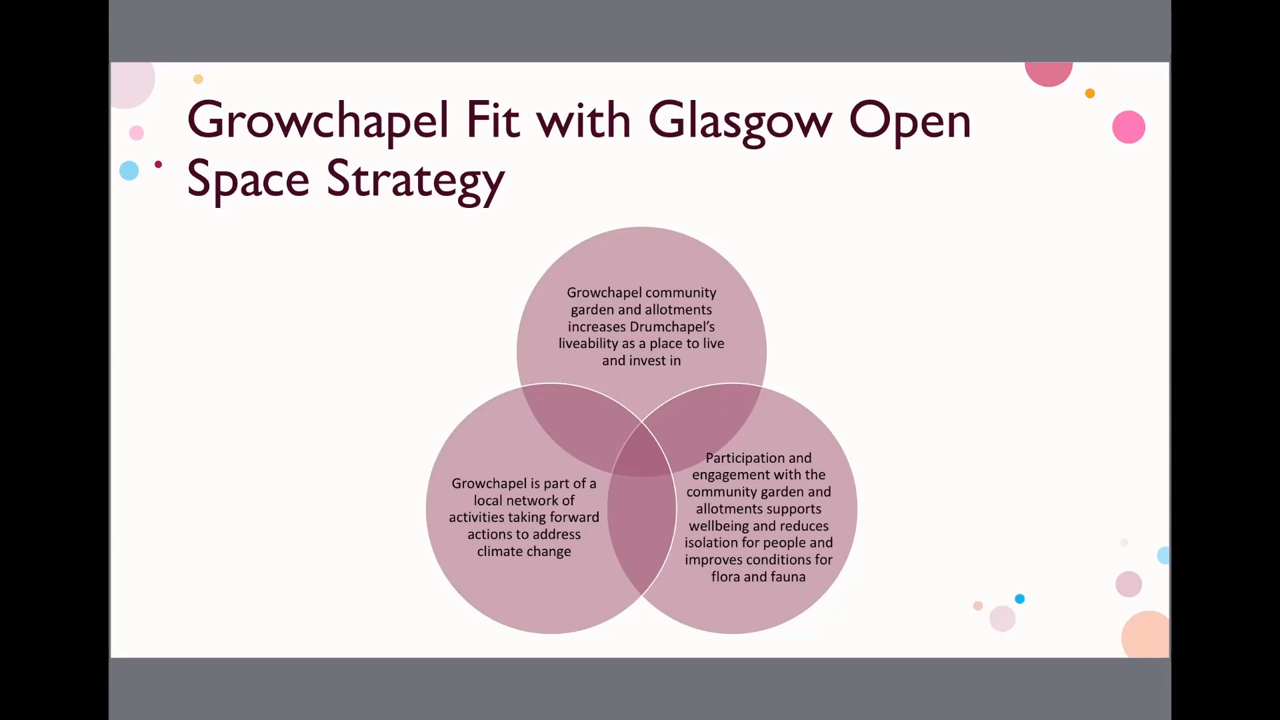 Growchapel Fit with Glasgow Open
Space Strategy
Growchapel community
garden and allotments
increases Drumchapel’s
liveability as a place to live
and invest in
Growchapel is part of a
local network of
activities taking forward
actions to address
climate change
Participation and
engagement with the
community garden and
allotments supports
wellbeing and reduces
isolation for people and
improves conditions for
flora and fauna